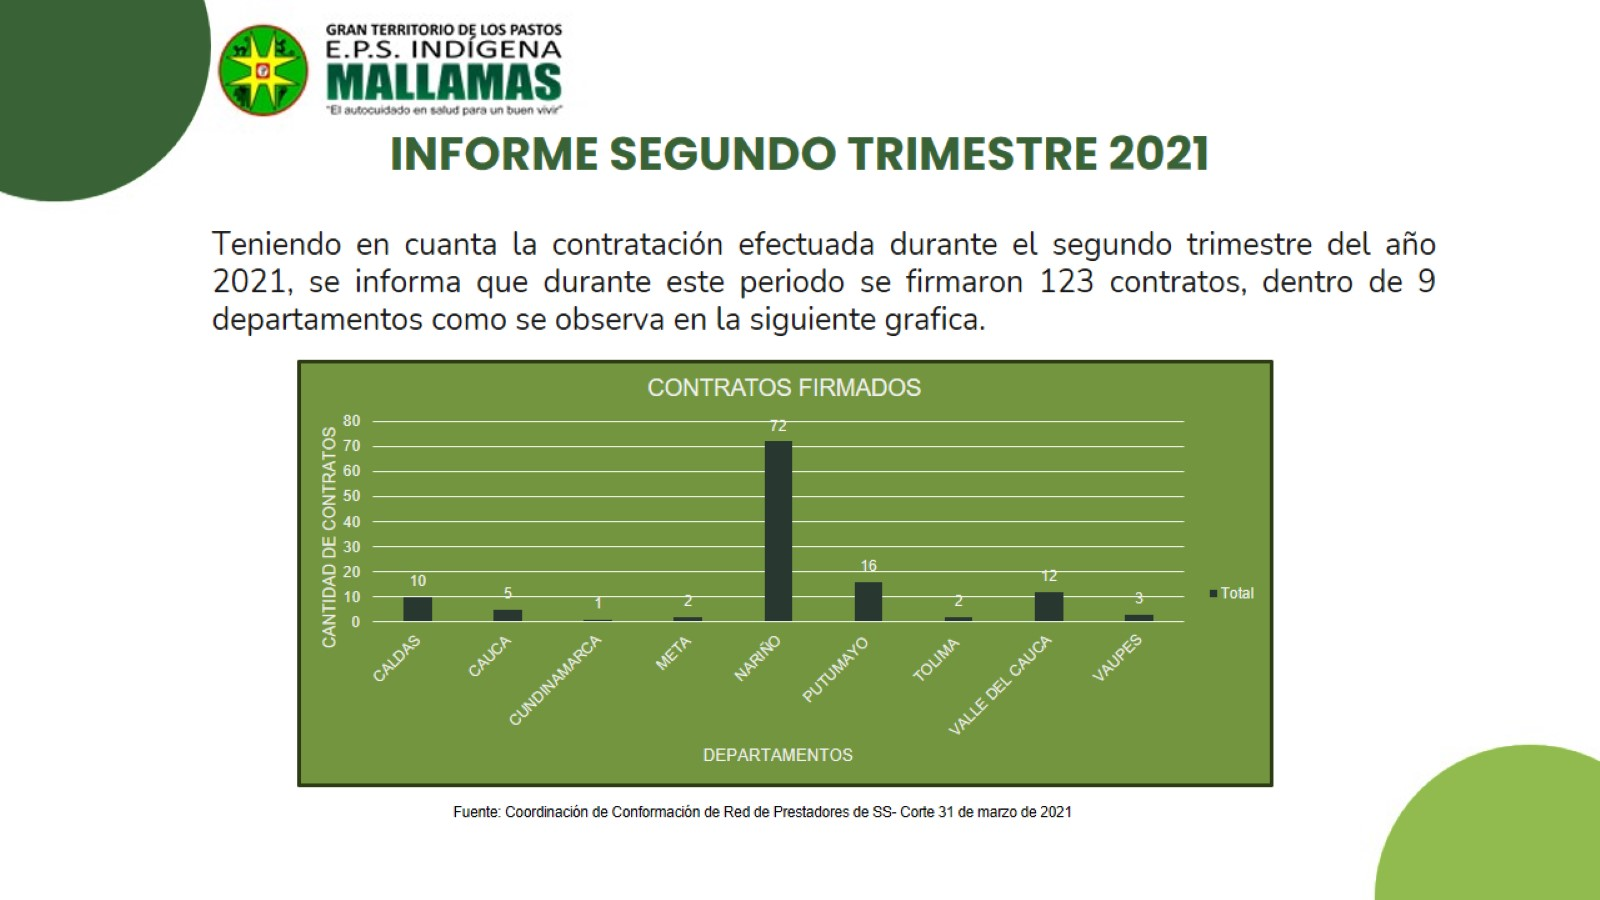 GRAN TERRITORIO DE LOS PASTOS
E.P.S. INDÍGENA
MALLAMAS
"El autocuidado en salud para un buen vivir"
INFORME SEGUNDO TRIMESTRE 2021
Teniendo en cuanta la contratación efectuada durante el segundo trimestre del año
2021, se informa que durante este periodo se firmaron 123 contratos, dentro de 9
departamentos como se observa en la siguiente grafica.
CONTRATOS FIRMADOS
CANTIDAD DE CONTRATOS
80
70
60
50
40
30
20
10
0
10
5
1
2
72
16
2
12
3
CALDAS
CAUCA
CUNDINAMARCA
META
NARIÑO
PUTUMAYO
TOLIMA
VALLE DEL CAUCA
VAUPES
Total
DEPARTAMENTOS
Fuente: Coordinación de Conformación de Red de Prestadores de SS- Corte 31 de marzo de 2021